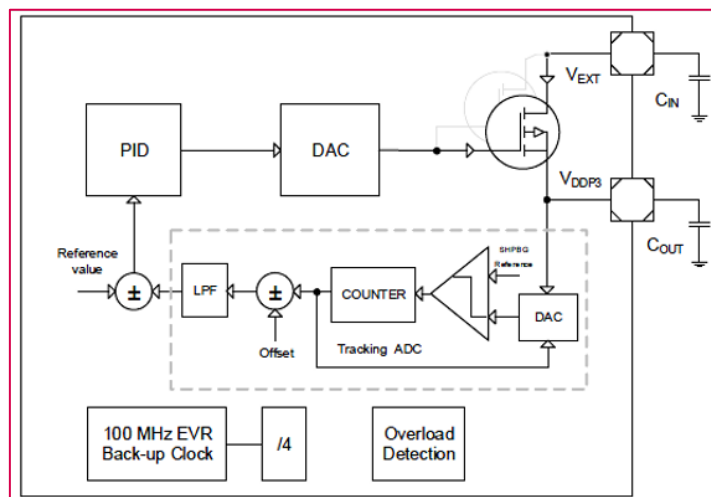 VEXT
CIN
PID
DAC
VDDP3
COUT
Reference
value
SHPBG
Reference
±
LPF
±
COUNTER
DAC
Offset
Tracking ADC
100 MHz EVR
Back-up Clock
/4
Overload
Detection